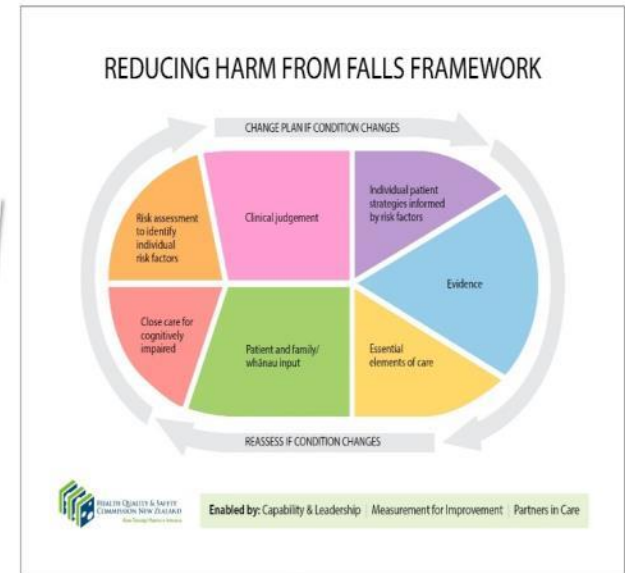 REDUCING HARM FROM FALLS FRAMEWORK
CHANGE PLAN IF CONDITION CHANGES
Risk assessment
to identify
individual
risk factors
Clinical judgement
Individual patient
strategies informed
by risk factors
Evidence
Close care for
cognitively
impaired
Patient and family/
whānau input
Essential
elements of care
REASSESS IF CONDITION CHANGES
HEALTH QUALITY & SAFETY
COMMISSION NEW ZEALAND
Enabled by: Capability & Leadership | Measurement for Improvement | Partners in Care